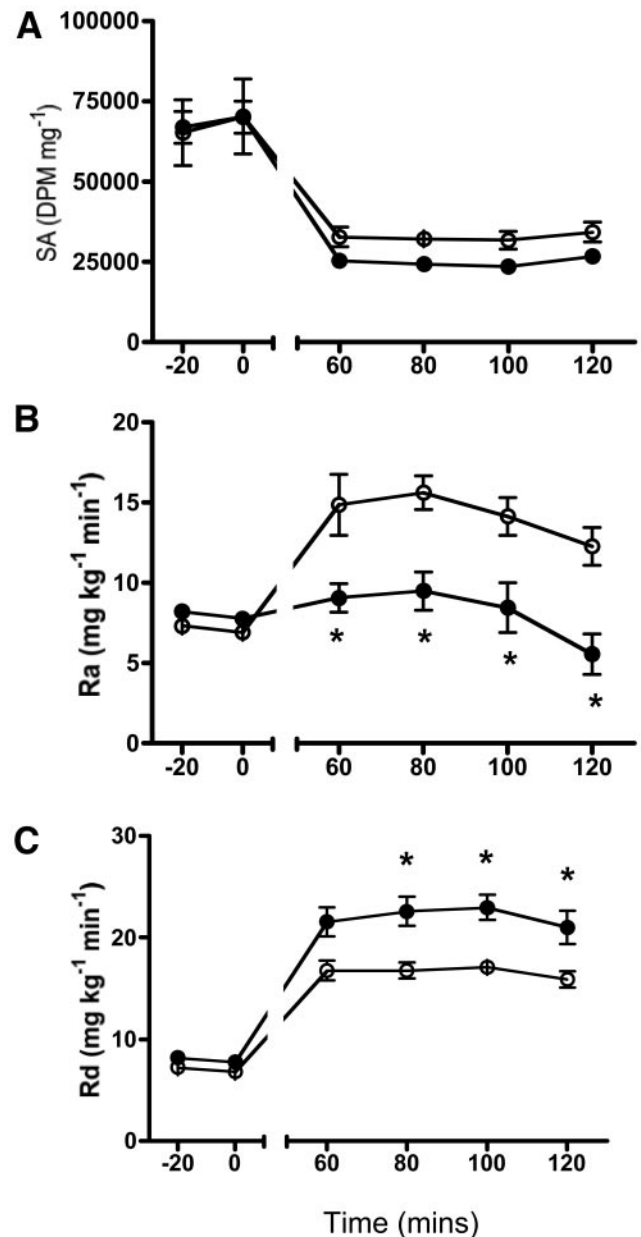 A
SA (DPM mg⁻¹)
100000
75000
50000
25000
0
-20 0 60 80 100 120
B
Ra (mg kg⁻¹ min⁻¹)
20
15
10
5
0
* * * *
-20 0 60 80 100 120
C
Rd (mg kg⁻¹ min⁻¹)
30
20
10
0
* * *
-20 0 60 80 100 120
Time (mins)